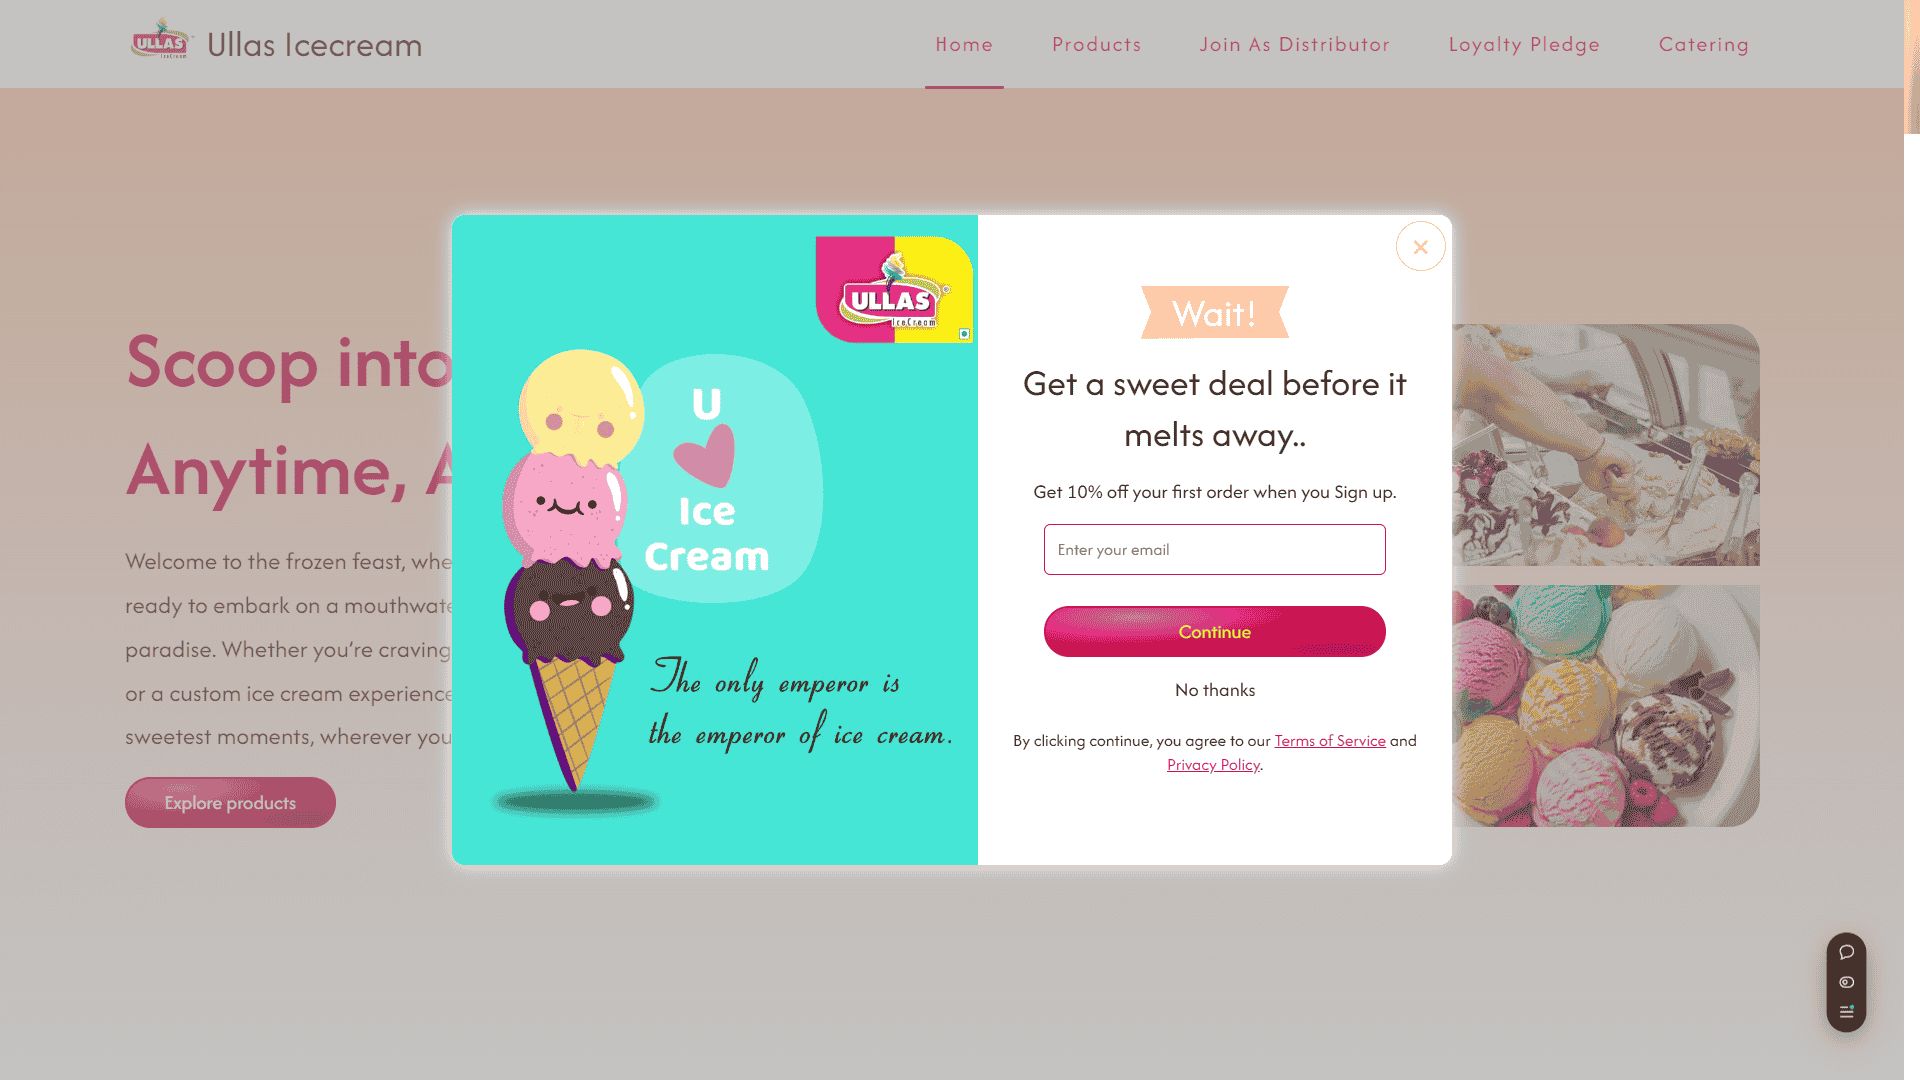 ULLAS
IceCream
Ullas Icecream
Home
Products
Join As Distributor
Loyalty Pledge
Catering
Scoop into
Anytime,
Welcome to the frozen feast,
ready to embark on a
paradise. Whether you’re craving
or a custom ice cream experience
sweetest moments, wherever you
Explore products
ULLAS
IceCream
U
Ice
Cream
The only emperor is
the emperor of ice cream.
Wait!
Get a sweet deal before it
melts away..
Get 10% off your first order when you Sign up.
Enter your email
Continue
No thanks
By clicking continue, you agree to our Terms of Service and
Privacy Policy.